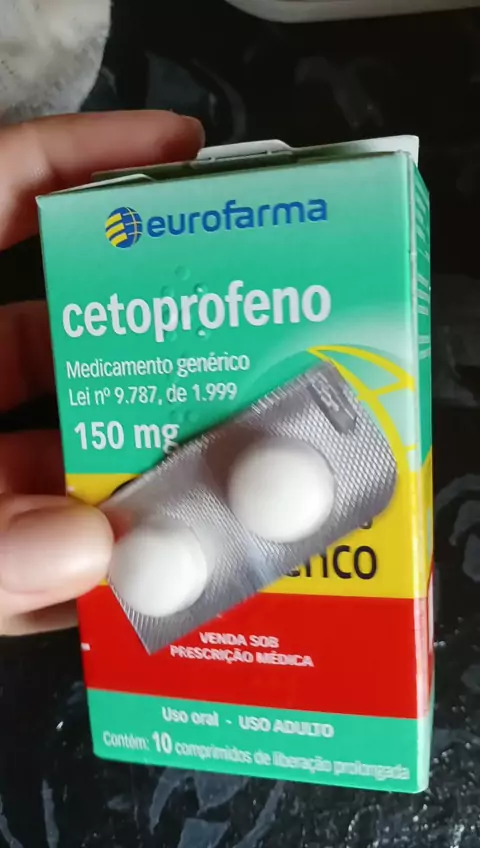 eurofarma
cetoprofeno
Medicamento genérico
Lei nº 9.787, de 1.999
150 mg
VENDA SOB
PRESCRIÇÃO MÉDICA
Uso oral - USO ADULTO
Contém: 10 comprimidos de liberação prolongada